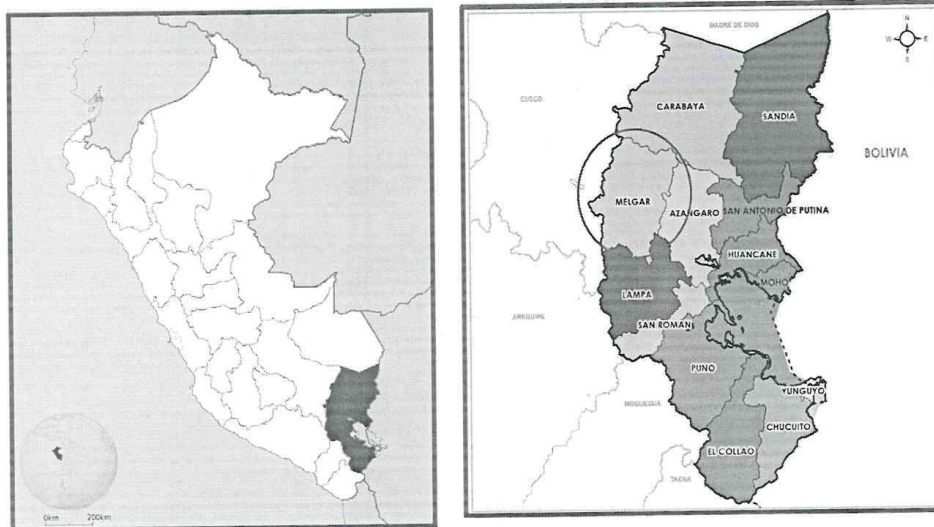 0km 200km
MADRE DE DIOS
N
W E
S
CUSCO
CARABAYA
SANDIA
BOLIVIA
MELGAR
AZANGARO
SAN ANTONIO DE PUTINA
HUANCANE
MOHO
LAMPA
AREQUIPA
SAN ROMAN
PUNO
YUNGUYO
MOQUEGUA
CHUCUITO
EL COLLAO
TACNA